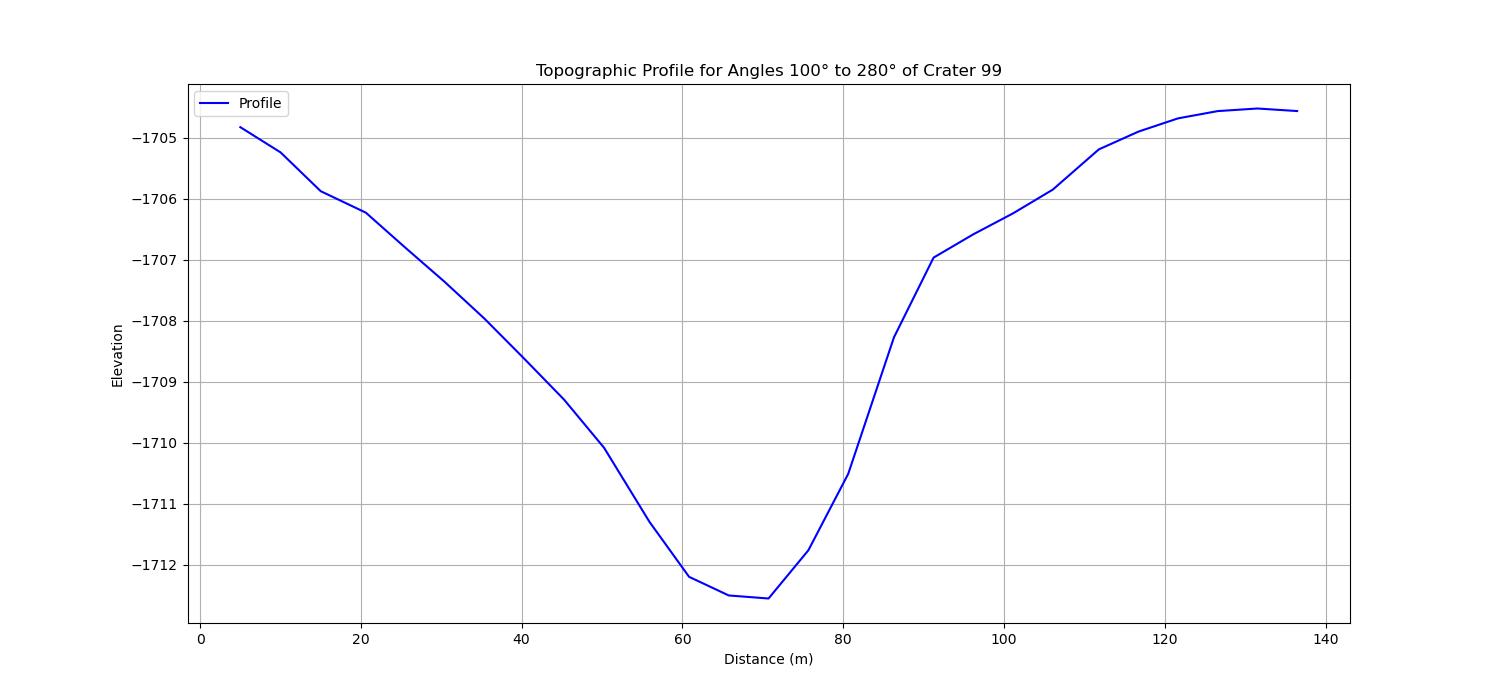 Topographic Profile for Angles 100° to 280° of Crater 99
Profile
−1705
−1706
−1707
−1708
−1709
−1710
−1711
−1712
Elevation
0 20 40 60 80 100 120 140
Distance (m)